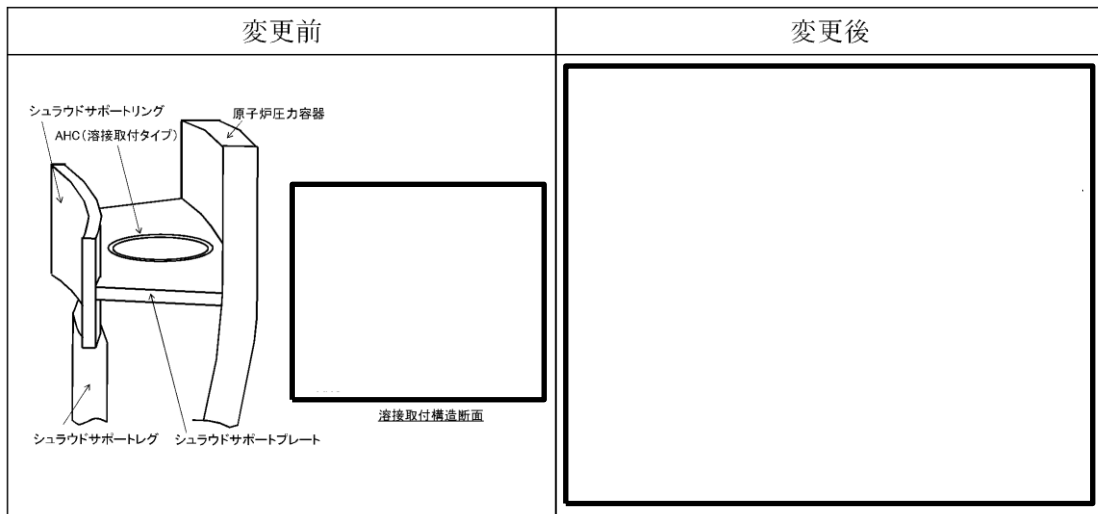 変更前
変更後
シュラウドサポートリング
原子炉圧力容器
AHC(溶接取付タイプ)
溶接取付構造断面
シュラウドサポートレグ
シュラウドサポートプレート